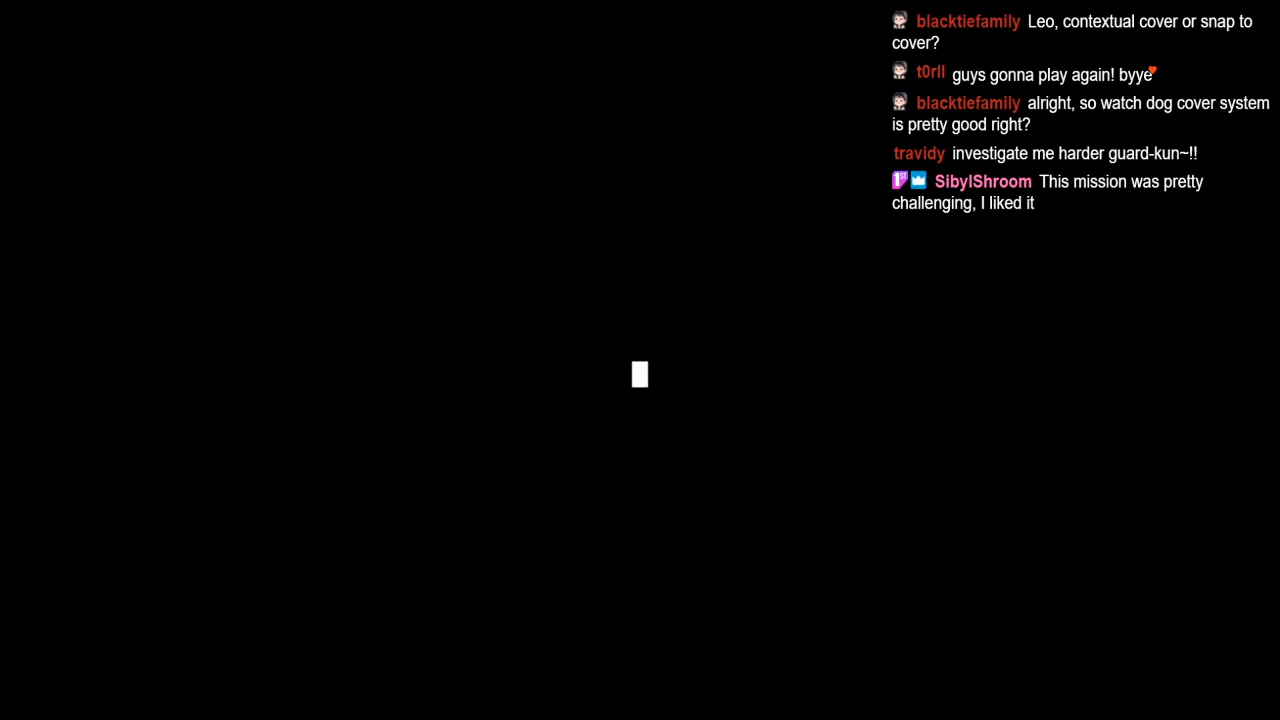 blacktiefamily Leo, contextual cover or snap to
cover?
t0rll guys gonna play again! byye
blacktiefamily alright, so watch dog cover system
is pretty good right?
travidy investigate me harder guard-kun~!!
SibylShroom This mission was pretty
challenging, I liked it